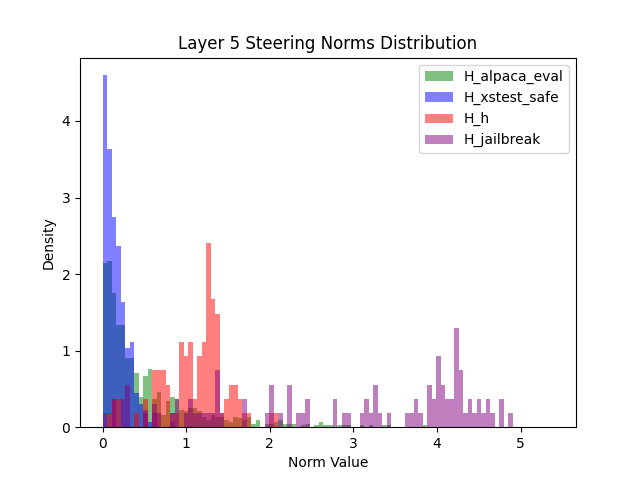 Layer 5 Steering Norms Distribution
H_alpaca_eval
H_xstest_safe
H_h
H_jailbreak
Density
4
3
2
1
0
0 1 2 3 4 5
Norm Value